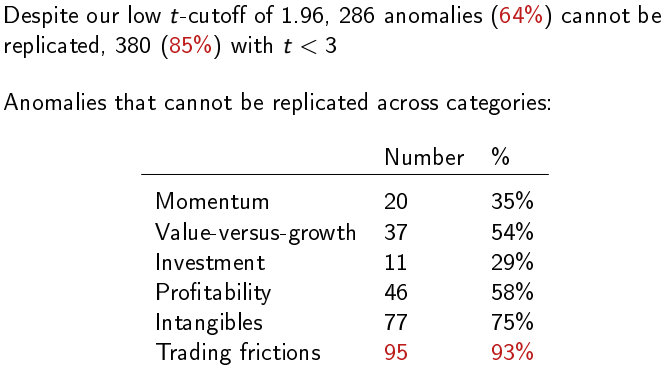 Despite our low t-cutoff of 1.96, 286 anomalies (64%) cannot be
replicated, 380 (85%) with t < 3
Anomalies that cannot be replicated across categories:
Number %
Momentum 20 35%
Value-versus-growth 37 54%
Investment 11 29%
Profitability 46 58%
Intangibles 77 75%
Trading frictions 95 93%